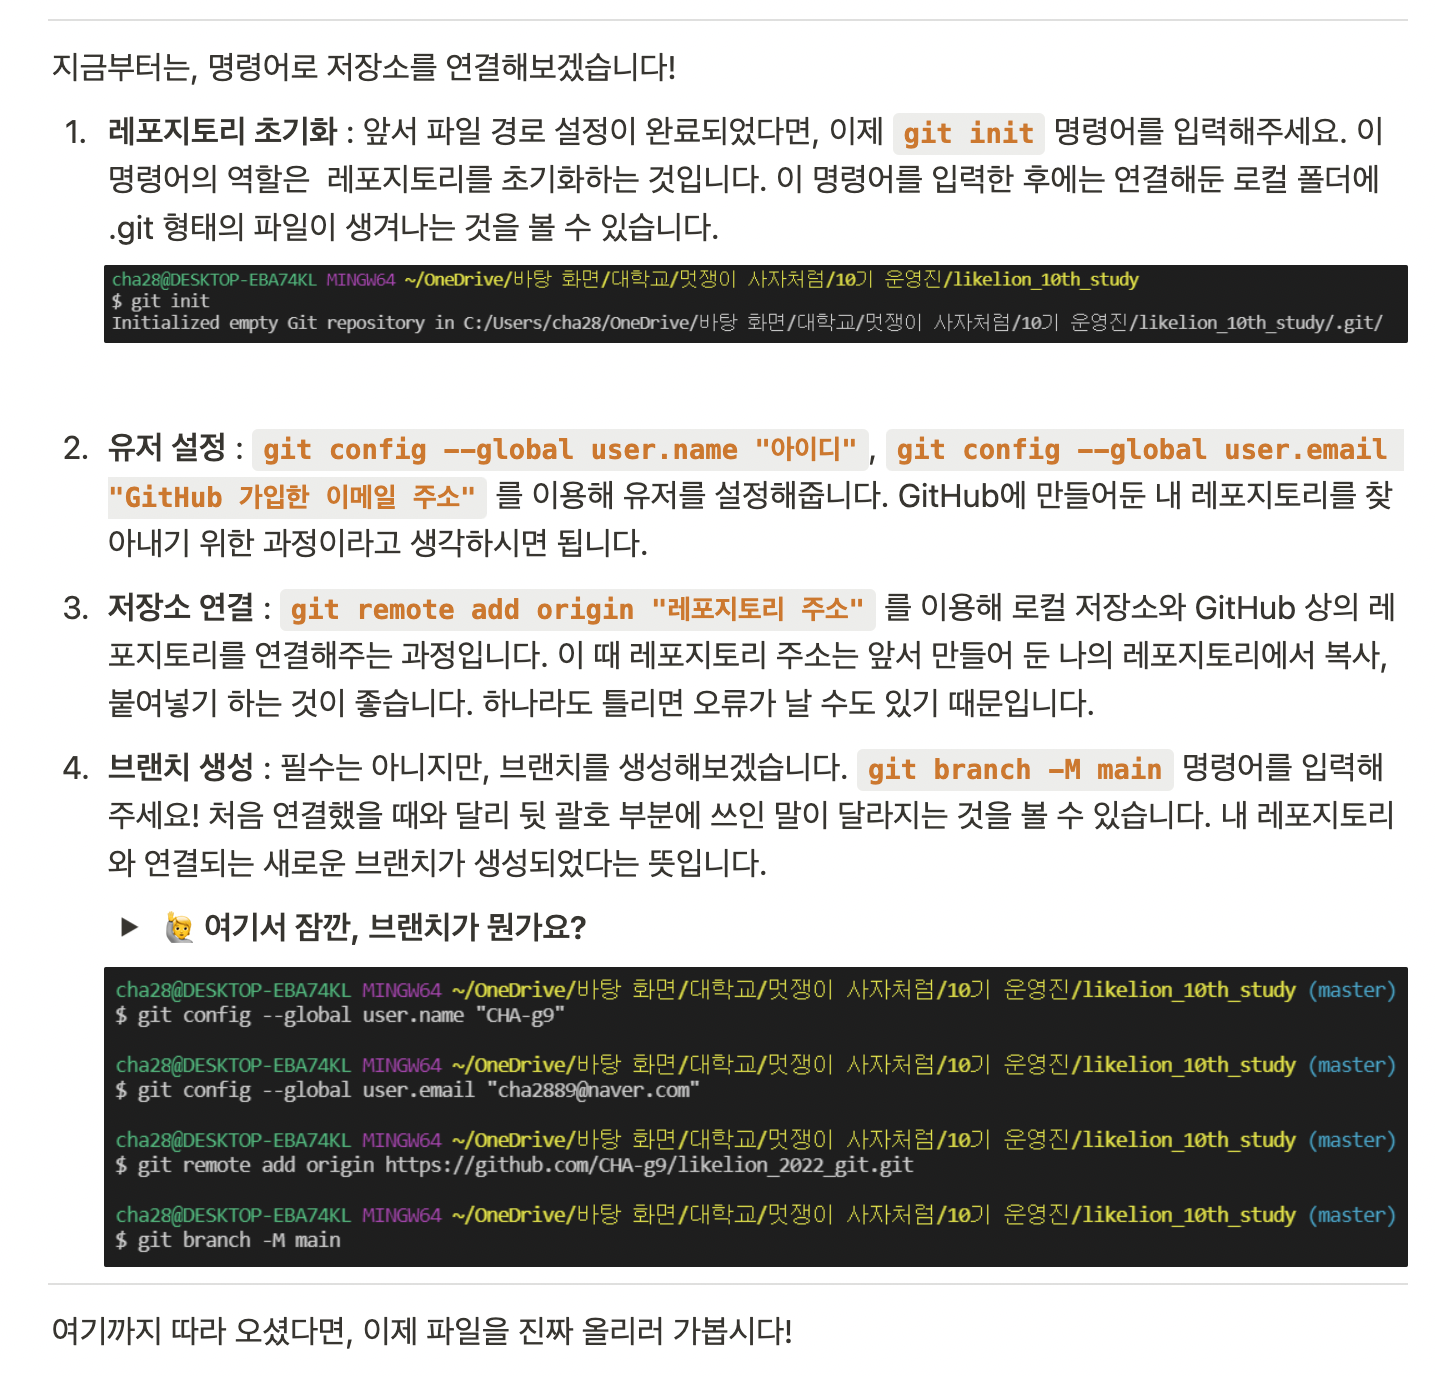 지금부터는, 명령어로 저장소를 연결해보겠습니다!
1. 레포지토리 초기화 : 앞서 파일 경로 설정이 완료되었다면, 이제 git init 명령어를 입력해주세요. 이
명령어의 역할은 레포지토리를 초기화하는 것입니다. 이 명령어를 입력한 후에는 연결해둔 로컬 폴더에
.git 형태의 파일이 생겨나는 것을 볼 수 있습니다.
cha28@DESKTOP-EBA74KL MINGW64 ~/OneDrive/바탕 화면/대학교/멋쟁이 사자처럼/10기 운영진/likelion_10th_study
$ git init
Initialized empty Git repository in C:/Users/cha28/OneDrive/바탕 화면/대학교/멋쟁이 사자처럼/10기 운영진/likelion_10th_study/.git/
2. 유저 설정 : git config --global user.name "아이디", git config --global user.email
"GitHub 가입한 이메일 주소" 를 이용해 유저를 설정해줍니다. GitHub에 만들어둔 내 레포지토리를 찾
아내기 위한 과정이라고 생각하시면 됩니다.
3. 저장소 연결 : git remote add origin "레포지토리 주소" 를 이용해 로컬 저장소와 GitHub 상의 레
포지토리를 연결해주는 과정입니다. 이 때 레포지토리 주소는 앞서 만들어 둔 나의 레포지토리에서 복사,
붙여넣기 하는 것이 좋습니다. 하나라도 틀리면 오류가 날 수도 있기 때문입니다.
4. 브랜치 생성 : 필수는 아니지만, 브랜치를 생성해보겠습니다. git branch -M main 명령어를 입력해
주세요! 처음 연결했을 때와 달리 뒷 괄호 부분에 쓰인 말이 달라지는 것을 볼 수 있습니다. 내 레포지토리
와 연결되는 새로운 브랜치가 생성되었다는 뜻입니다.
▶ 🙋 여기서 잠깐, 브랜치가 뭔가요?
cha28@DESKTOP-EBA74KL MINGW64 ~/OneDrive/바탕 화면/대학교/멋쟁이 사자처럼/10기 운영진/likelion_10th_study (master)
$ git config --global user.name "CHA-g9"
cha28@DESKTOP-EBA74KL MINGW64 ~/OneDrive/바탕 화면/대학교/멋쟁이 사자처럼/10기 운영진/likelion_10th_study (master)
$ git config --global user.email "cha2889@naver.com"
cha28@DESKTOP-EBA74KL MINGW64 ~/OneDrive/바탕 화면/대학교/멋쟁이 사자처럼/10기 운영진/likelion_10th_study (master)
$ git remote add origin https://github.com/CHA-g9/likelion_2022_git.git
cha28@DESKTOP-EBA74KL MINGW64 ~/OneDrive/바탕 화면/대학교/멋쟁이 사자처럼/10기 운영진/likelion_10th_study (master)
$ git branch -M main
여기까지 따라 오셨다면, 이제 파일을 진짜 올리러 가봅시다!